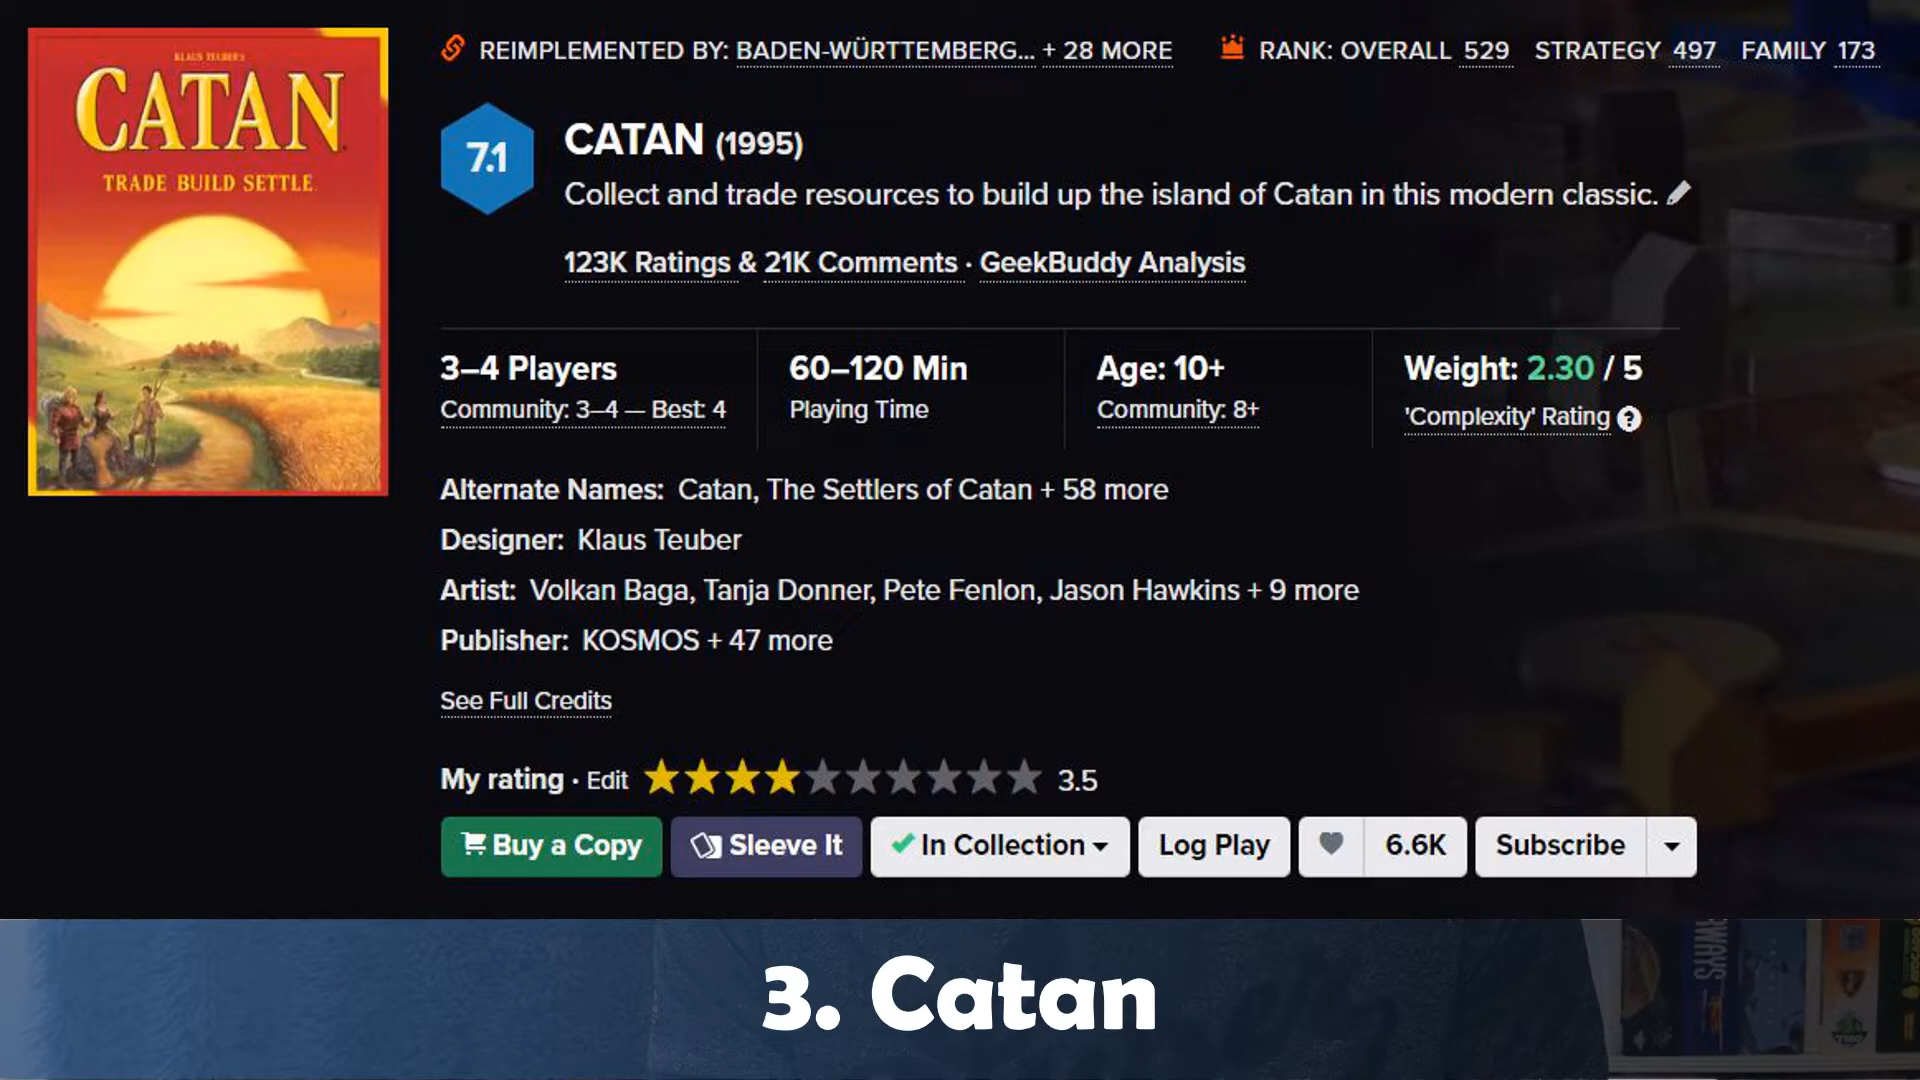 KLAUS TEUBER'S
CATAN
TRADE BUILD SETTLE
REIMPLEMENTED BY: BADEN-WÜRTTEMBERG... + 28 MORE
RANK: OVERALL 529 STRATEGY 497 FAMILY 173
7.1
CATAN (1995)
Collect and trade resources to build up the island of Catan in this modern classic.
123K Ratings & 21K Comments · GeekBuddy Analysis
3–4 Players
Community: 3–4 — Best: 4
60–120 Min
Playing Time
Age: 10+
Community: 8+
Weight: 2.30 / 5
'Complexity' Rating ?
Alternate Names: Catan, The Settlers of Catan + 58 more
Designer: Klaus Teuber
Artist: Volkan Baga, Tanja Donner, Pete Fenlon, Jason Hawkins + 9 more
Publisher: KOSMOS + 47 more
See Full Credits
My rating · Edit 3.5
Buy a Copy
Sleeve It
In Collection
Log Play
6.6K
Subscribe
3. Catan